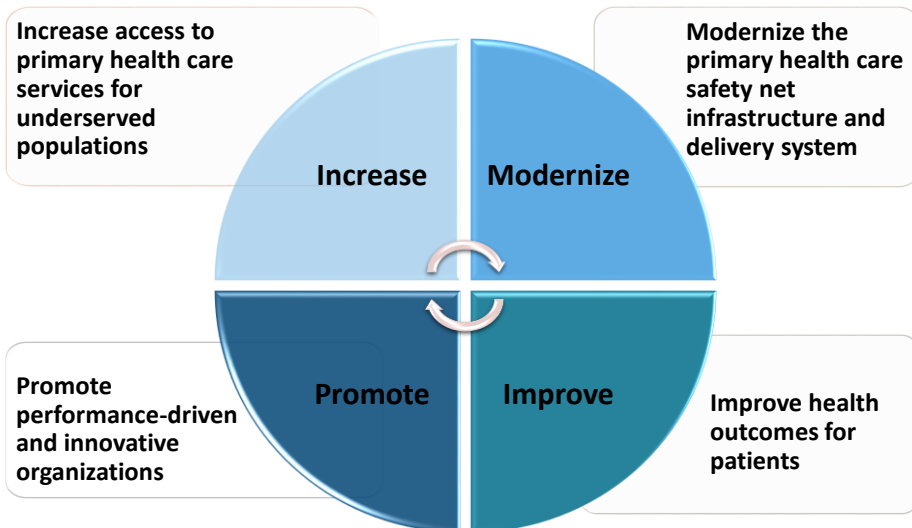 Increase access to
primary health care
services for
underserved
populations
Modernize the
primary health care
safety net
infrastructure and
delivery system
Increase
Modernize
Promote
Improve
Promote
performance-driven
and innovative
organizations
Improve health
outcomes for
patients